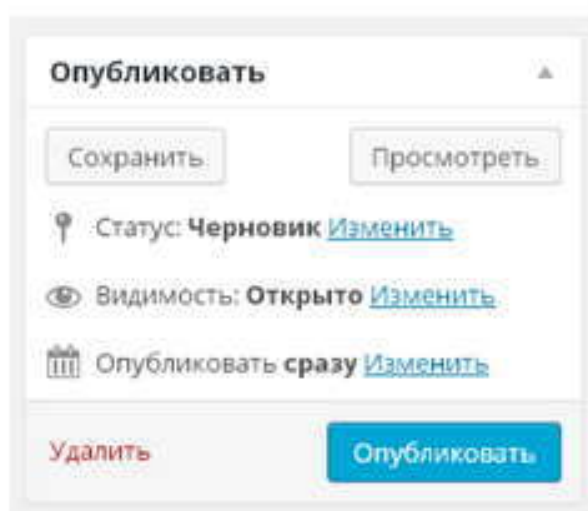 Опубликовать
Сохранить Просмотреть
Статус: Черновик Изменить
Видимость: Открыто Изменить
Опубликовать сразу Изменить
Удалить Опубликовать